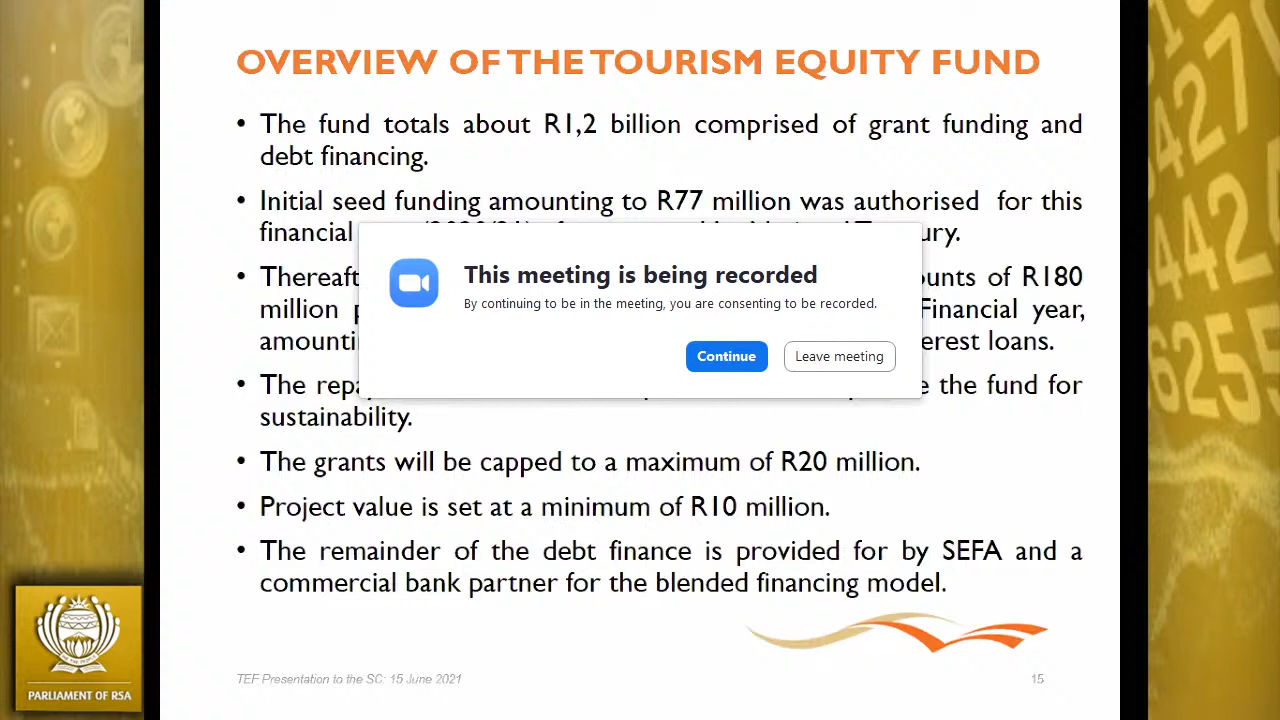 OVERVIEW OF THE TOURISM EQUITY FUND
• The fund totals about R1,2 billion comprised of grant funding and
debt financing.
• Initial seed funding amounting to R77 million was authorised for this
financial
• 
million
amounti
This meeting is being recorded
By continuing to be in the meeting, you are consenting to be recorded.
Continue
Leave meeting
of R180
Financial year,
loans.
• The
the fund for
sustainability.
• The grants will be capped to a maximum of R20 million.
• Project value is set at a minimum of R10 million.
• The remainder of the debt finance is provided for by SEFA and a
commercial bank partner for the blended financing model.
TEF Presentation to the SC: 15 June 2021
15
PARLIAMENT OF RSA